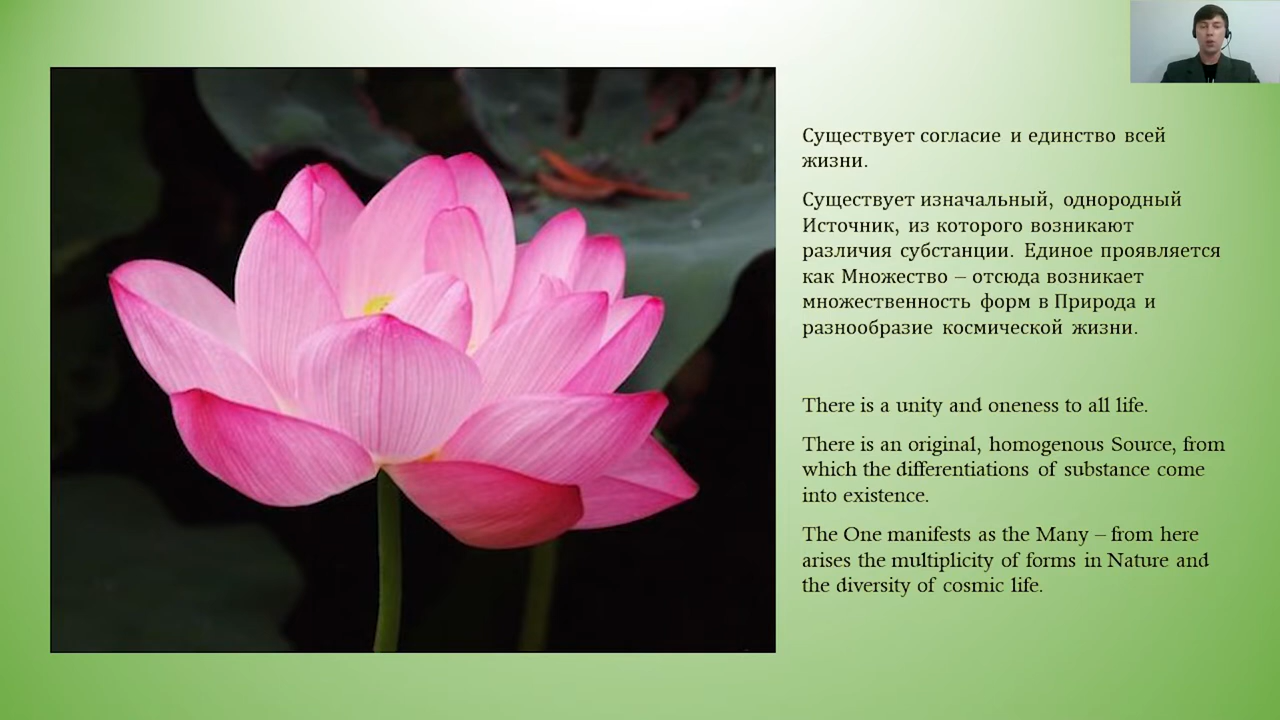 Существует согласие и единство всей
жизни.
Существует изначальный, однородный
Источник, из которого возникают
различия субстанции. Единое проявляется
как Множество – отсюда возникает
множественность форм в Природа и
разнообразие космической жизни.
There is a unity and oneness to all life.
There is an original, homogenous Source, from
which the differentiations of substance come
into existence.
The One manifests as the Many – from here
arises the multiplicity of forms in Nature and
the diversity of cosmic life.